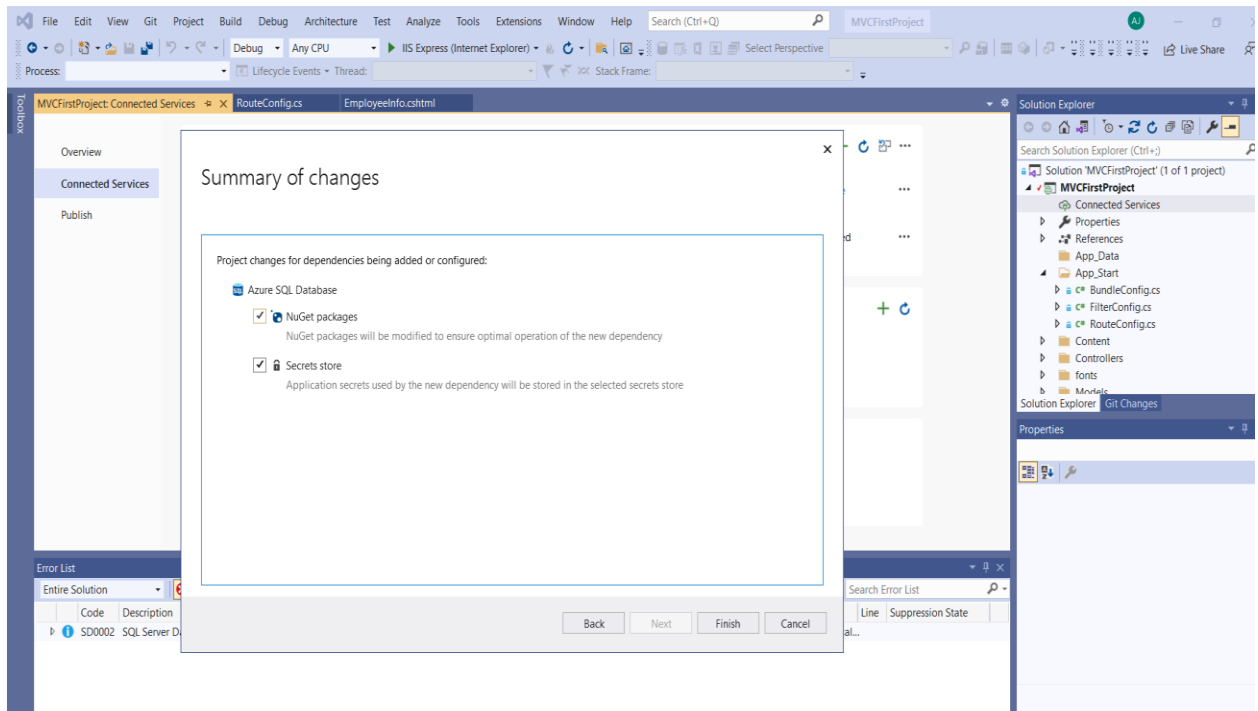 File Edit View Git Project Build Debug Architecture Test Analyze Tools Extensions Window Help Search (Ctrl+Q) MVCFirstProject AJ
Debug Any CPU IIS Express (Internet Explorer) Select Perspective Live Share
Process: Lifecycle Events Thread: Stack Frame:
Toolbox
MVCFirstProject: Connected Services RouteConfig.cs EmployeeInfo.cshtml
Overview
Connected Services
Publish
Summary of changes
Project changes for dependencies being added or configured:
Azure SQL Database
NuGet packages
NuGet packages will be modified to ensure optimal operation of the new dependency
Secrets store
Application secrets used by the new dependency will be stored in the selected secrets store
Back Next Finish Cancel
Solution Explorer
Search Solution Explorer (Ctrl+;)
Solution 'MVCFirstProject' (1 of 1 project)
MVCFirstProject
Connected Services
Properties
References
App_Data
App_Start
C# BundleConfig.cs
C# FilterConfig.cs
C# RouteConfig.cs
Content
Controllers
fonts
Models
Solution Explorer Git Changes
Properties
Error List
Entire Solution Search Error List
Code Description Line Suppression State
SD0002 SQL Server D